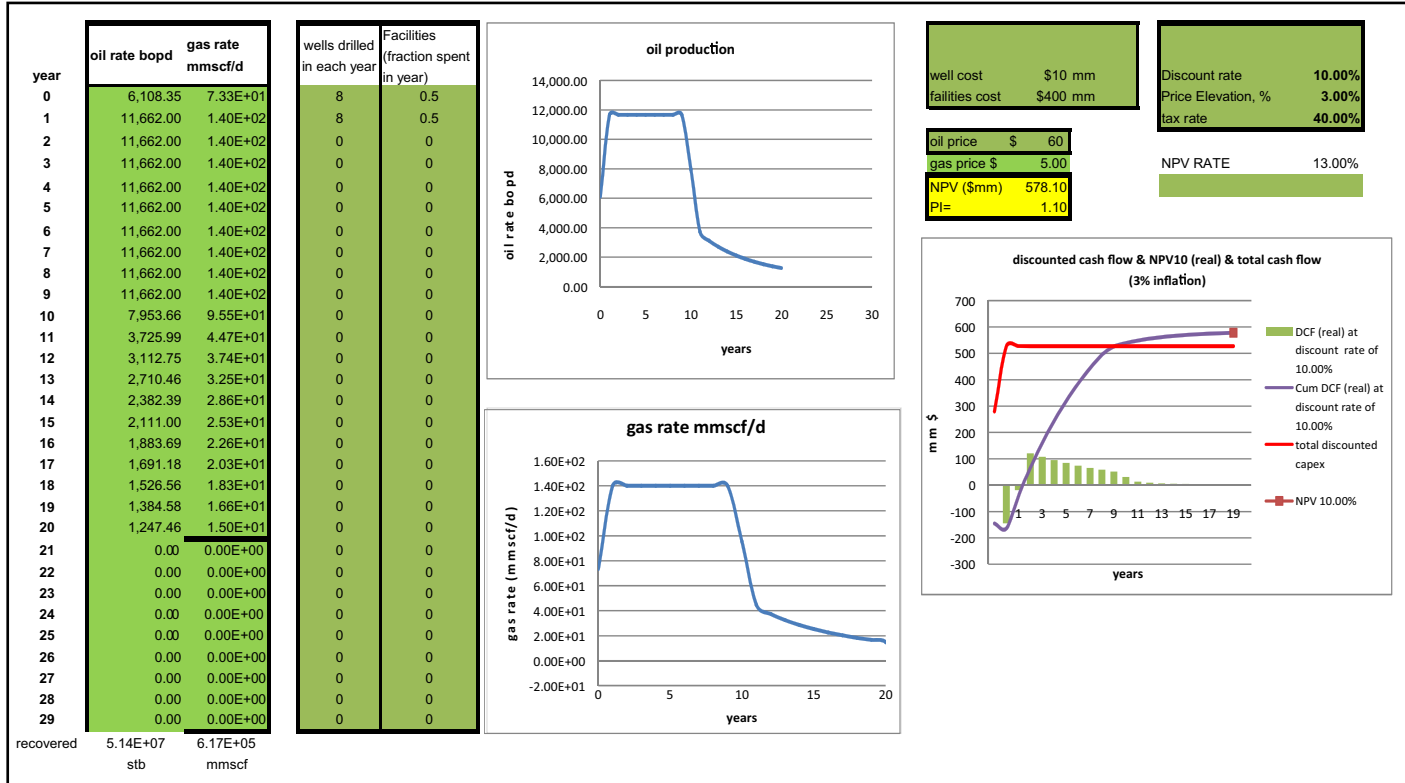 year oil rate bopd gas rate mmscf/d wells drilled in each year Facilities (fraction spent in year)
0 6,108.35 7.33E+01 8 0.5
1 11,662.00 1.40E+02 8 0.5
2 11,662.00 1.40E+02 0 0
3 11,662.00 1.40E+02 0 0
4 11,662.00 1.40E+02 0 0
5 11,662.00 1.40E+02 0 0
6 11,662.00 1.40E+02 0 0
7 11,662.00 1.40E+02 0 0
8 11,662.00 1.40E+02 0 0
9 11,662.00 1.40E+02 0 0
10 7,953.66 9.55E+01 0 0
11 3,725.99 4.47E+01 0 0
12 3,112.75 3.74E+01 0 0
13 2,710.46 3.25E+01 0 0
14 2,382.39 2.86E+01 0 0
15 2,111.00 2.53E+01 0 0
16 1,883.69 2.26E+01 0 0
17 1,691.18 2.03E+01 0 0
18 1,526.56 1.83E+01 0 0
19 1,384.58 1.66E+01 0 0
20 1,247.46 1.50E+01 0 0
21 0.00 0.00E+00 0 0
22 0.00 0.00E+00 0 0
23 0.00 0.00E+00 0 0
24 0.00 0.00E+00 0 0
25 0.00 0.00E+00 0 0
26 0.00 0.00E+00 0 0
27 0.00 0.00E+00 0 0
28 0.00 0.00E+00 0 0
29 0.00 0.00E+00 0 0
recovered 5.14E+07 6.17E+05
stb mmscf
oil production
oil rate bopd
14,000.00
12,000.00
10,000.00
8,000.00
6,000.00
4,000.00
2,000.00
0.00
0 5 10 15 20 25 30
years
gas rate mmscf/d
gas rate (mmscf/d)
1.60E+02
1.40E+02
1.20E+02
1.00E+02
8.00E+01
6.00E+01
4.00E+01
2.00E+01
0.00E+00
-2.00E+01
0 5 10 15 20
years
well cost $10 mm
failities cost $400 mm
Discount rate 10.00%
Price Elevation, % 3.00%
tax rate 40.00%
oil price $ 60
gas price $ 5.00
NPV ($mm) 578.10
PI= 1.10
NPV RATE 13.00%
discounted cash flow & NPV10 (real) & total cash flow
(3% inflation)
mm $
700
600
500
400
300
200
100
0
-100
-200
-300
1 3 5 7 9 11 13 15 17 19
years
DCF (real) at
discount rate of
10.00%
Cum DCF (real) at
discount rate of
10.00%
total discounted
capex
NPV 10.00%